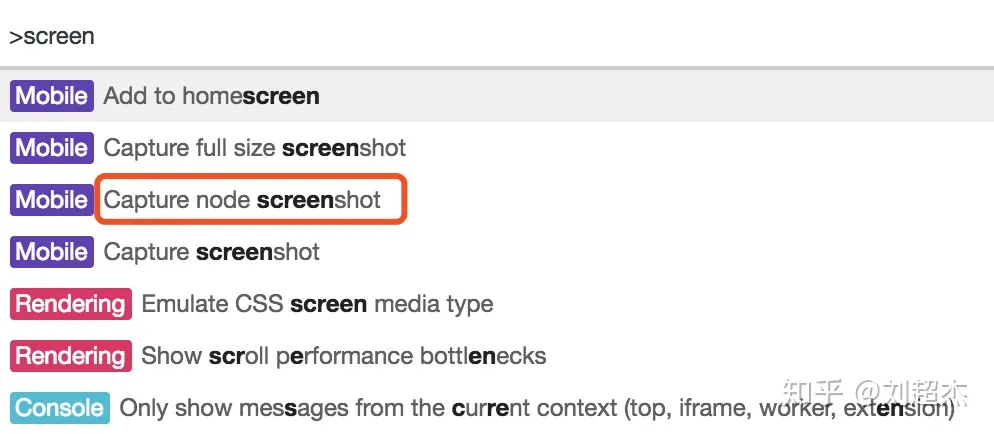 >screen
Mobile Add to homescreen
Mobile Capture full size screenshot
Mobile Capture node screenshot
Mobile Capture screenshot
Rendering Emulate CSS screen media type
Rendering Show scroll performance bottlenecks
Console Only show messages from the current context (top, iframe, worker, extension)
知乎 @刘超杰